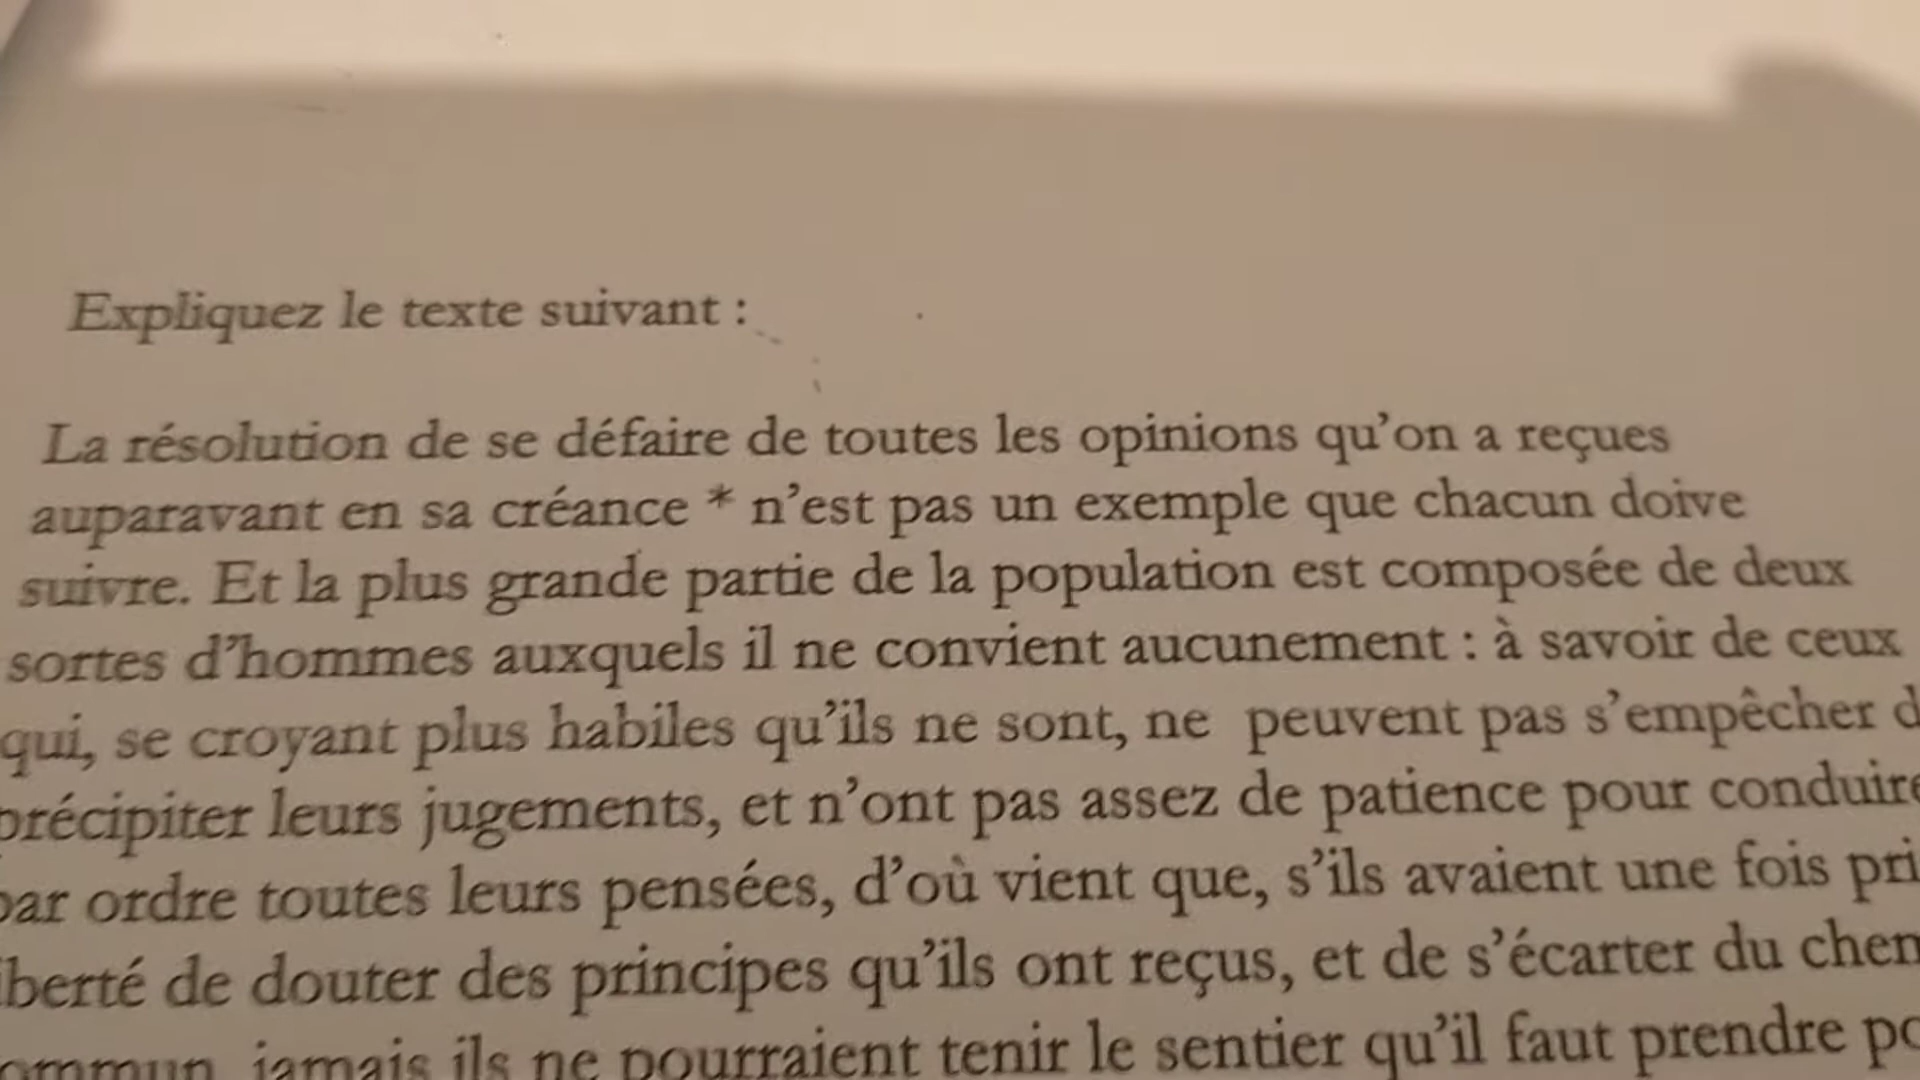 Expliquez le texte suivant :
La résolution de se défaire de toutes les opinions qu'on a reçues
auparavant en sa créance * n'est pas un exemple que chacun doive
suivre. Et la plus grande partie de la population est composée de deux
sortes d'hommes auxquels il ne convient aucunement : à savoir de ceux
qui, se croyant plus habiles qu'ils ne sont, ne peuvent pas s'empêcher
précipiter leurs jugements, et n'ont pas assez de patience pour conduire
par ordre toutes leurs pensées, d'où vient que, s'ils avaient une fois
de douter des principes qu'ils ont reçus, et de s'écarter du
jamais ils ne pourraient tenir le sentier qu'il faut prendre